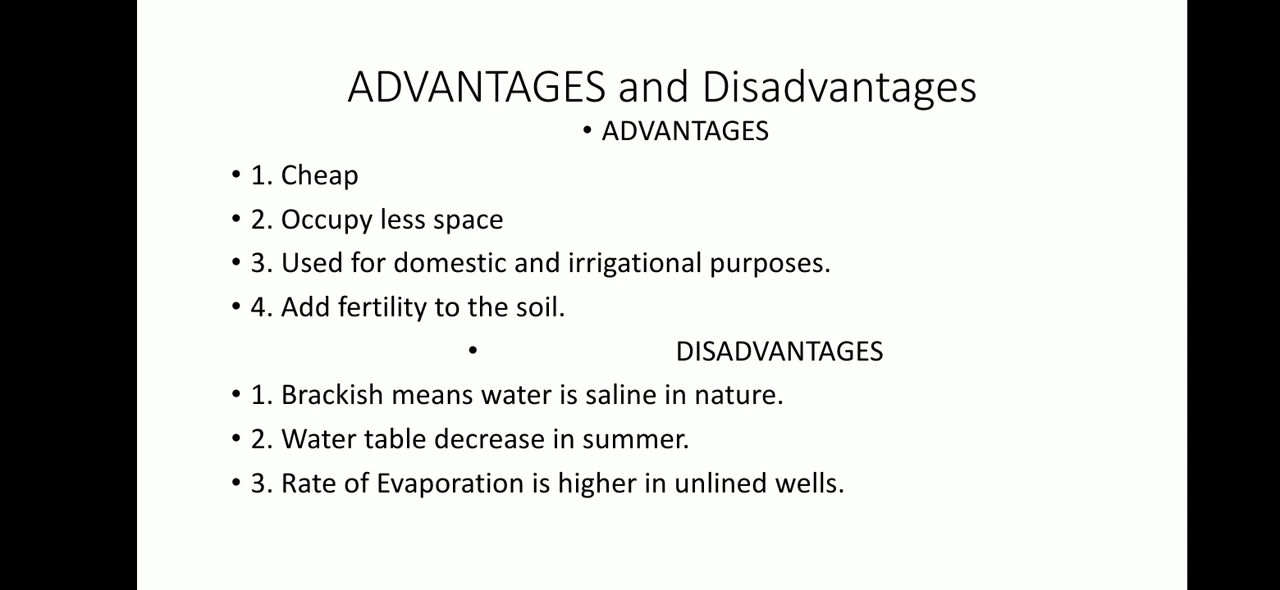 ADVANTAGES and Disadvantages
• ADVANTAGES
• 1. Cheap
• 2. Occupy less space
• 3. Used for domestic and irrigational purposes.
• 4. Add fertility to the soil.
• DISADVANTAGES
• 1. Brackish means water is saline in nature.
• 2. Water table decrease in summer.
• 3. Rate of Evaporation is higher in unlined wells.